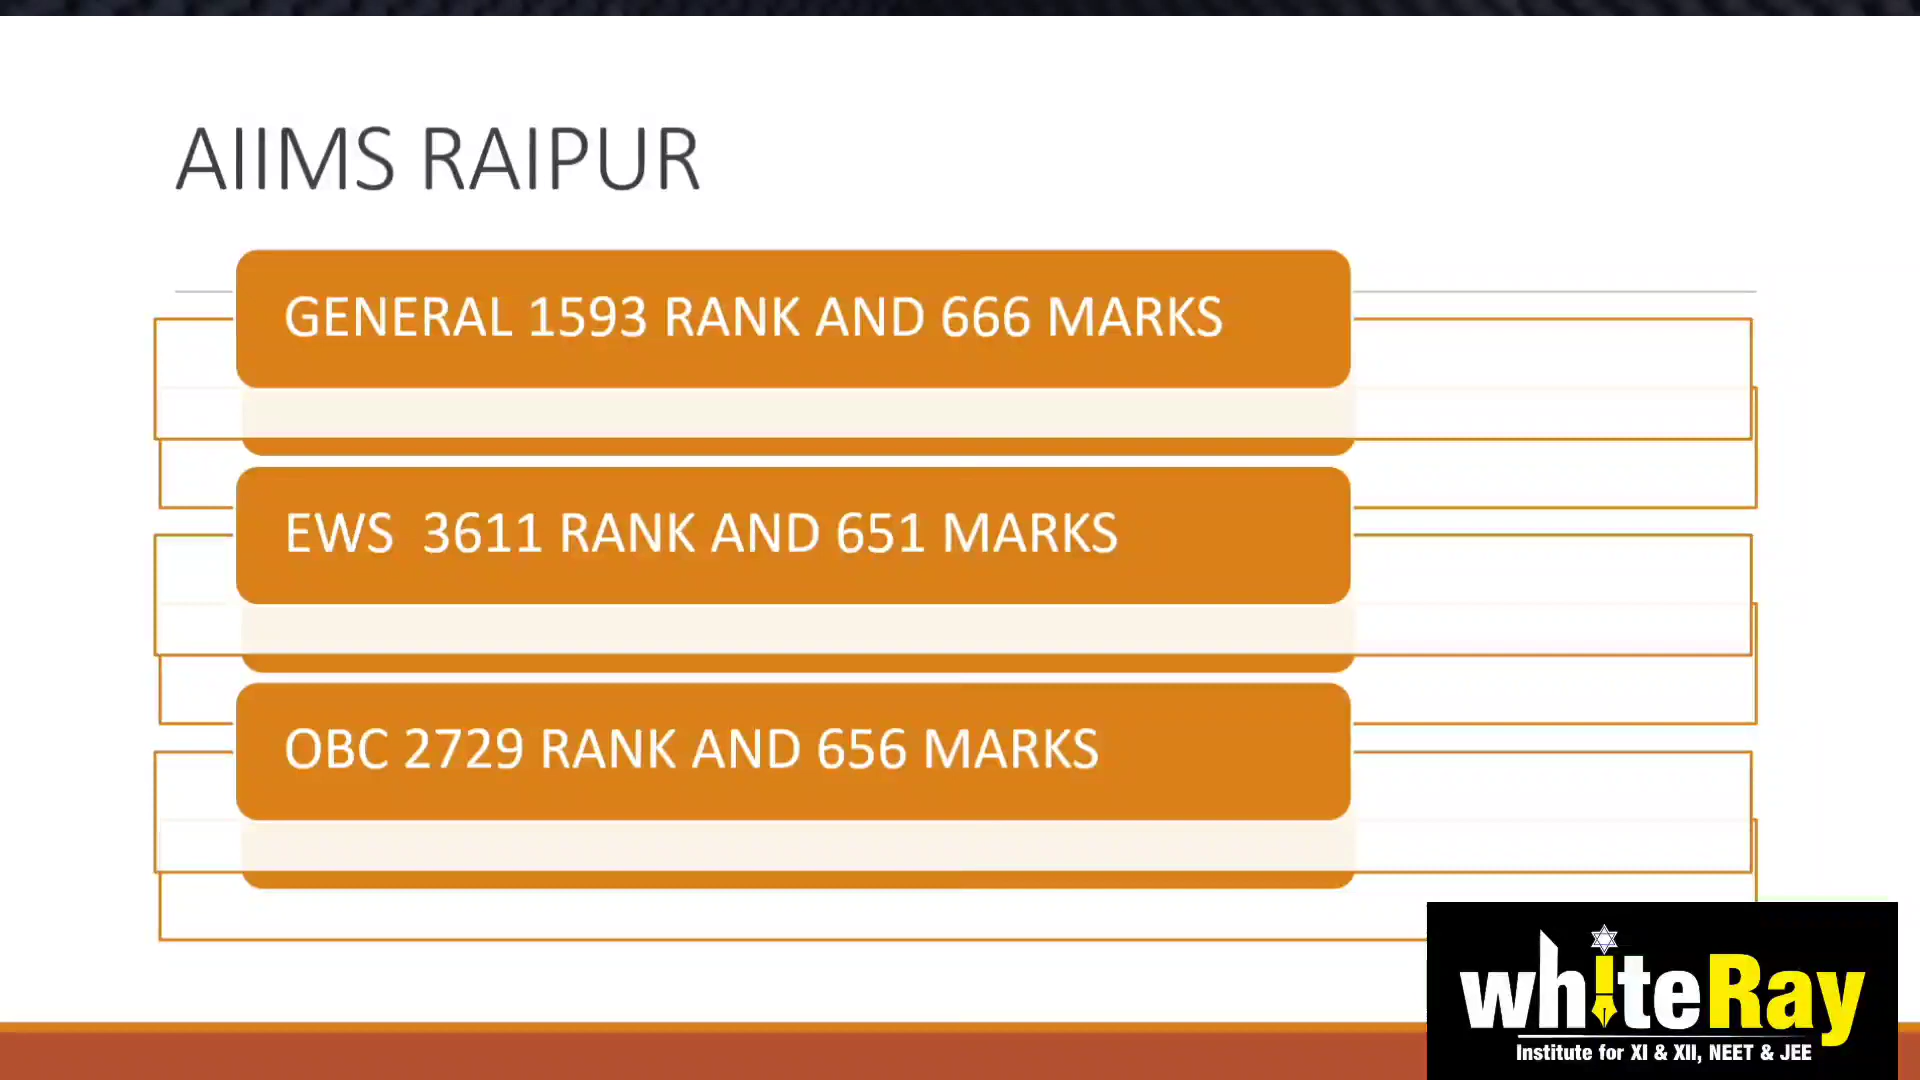 AIIMS RAIPUR
GENERAL 1593 RANK AND 666 MARKS
EWS  3611 RANK AND 651 MARKS
OBC 2729 RANK AND 656 MARKS
whiteRay
Institute for XI & XII, NEET & JEE